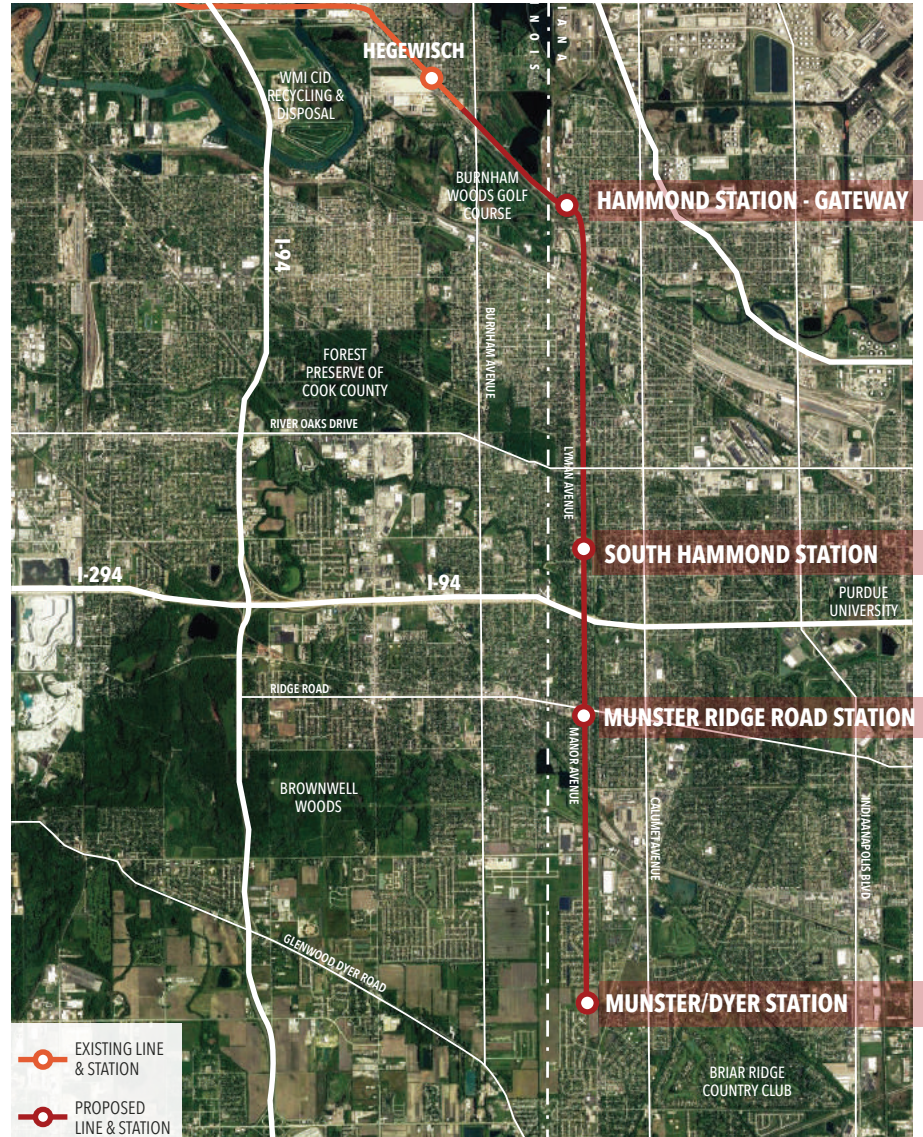 NOIS
IANA
HEGEWISCH
WMI CID
RECYCLING &
DISPOSAL
BURNHAM
WOODS GOLF
COURSE
HAMMOND STATION - GATEWAY
I-94
BURNHAM AVENUE
FOREST
PRESERVE OF
COOK COUNTY
RIVER OAKS DRIVE
LYMAN AVENUE
SOUTH HAMMOND STATION
I-294
I-94
PURDUE
UNIVERSITY
RIDGE ROAD
MUNSTER RIDGE ROAD STATION
MANOR AVENUE
BROWNWELL
WOODS
CALUMET AVENUE
INDIAANAPOLIS BLVD
GLENWOOD DYER ROAD
MUNSTER/DYER STATION
EXISTING LINE
& STATION
BRIAR RIDGE
COUNTRY CLUB
PROPOSED
LINE & STATION